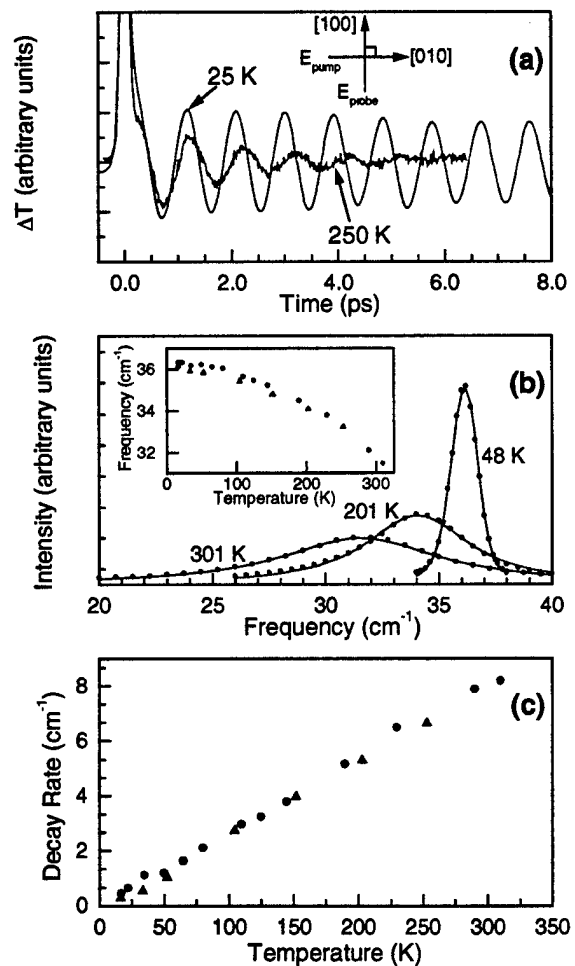 [100]
(a)
25 K
E pump
[010]
E probe
250 K
ΔT (arbitrary units)
0.0 2.0 4.0 6.0 8.0
Time (ps)
(b)
36
34
32
Frequency (cm⁻¹)
0 100 200 300
Temperature (K)
48 K
201 K
301 K
Intensity (arbitrary units)
20 25 30 35 40
Frequency (cm⁻¹)
(c)
8
6
4
2
0
Decay Rate (cm⁻¹)
0 50 100 150 200 250 300 350
Temperature (K)